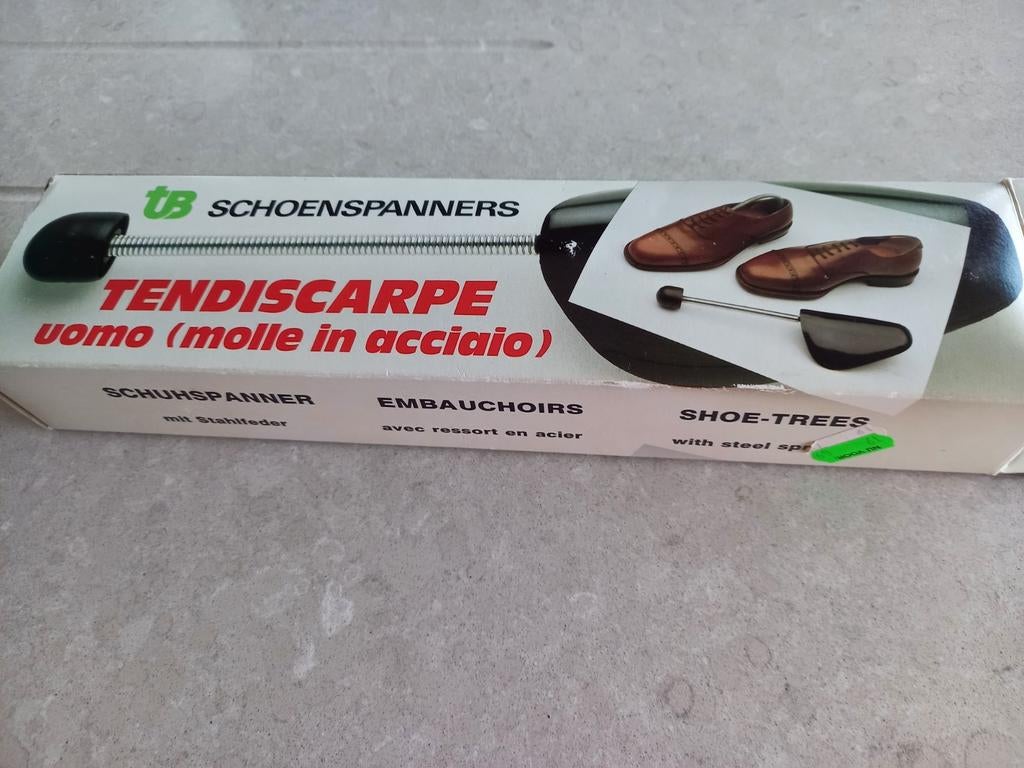 tB SCHOENSPANNERS
TENDISCARPE
uomo (molle in acciaio)
SCHUHSPANNER
mit Stahlfeder
EMBAUCHOIRS
avec ressort en acier
SHOE-TREES
with steel